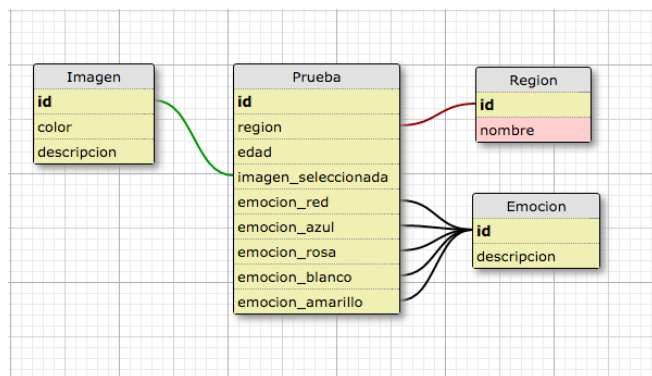 Imagen
id
color
descripcion
Prueba
id
region
edad
imagen_seleccionada
emocion_red
emocion_azul
emocion_rosa
emocion_blanco
emocion_amarillo
Region
id
nombre
Emocion
id
descripcion